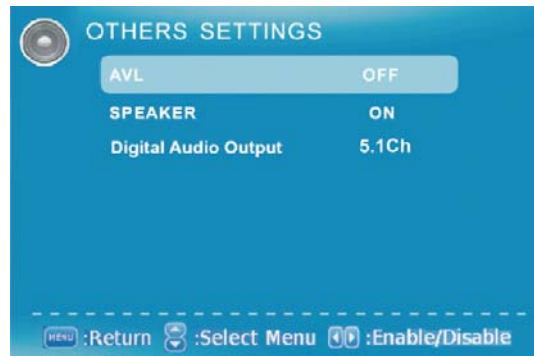 OTHERS SETTINGS
AVL OFF
SPEAKER ON
Digital Audio Output 5.1Ch
MENU :Return :Select Menu :Enable/Disable